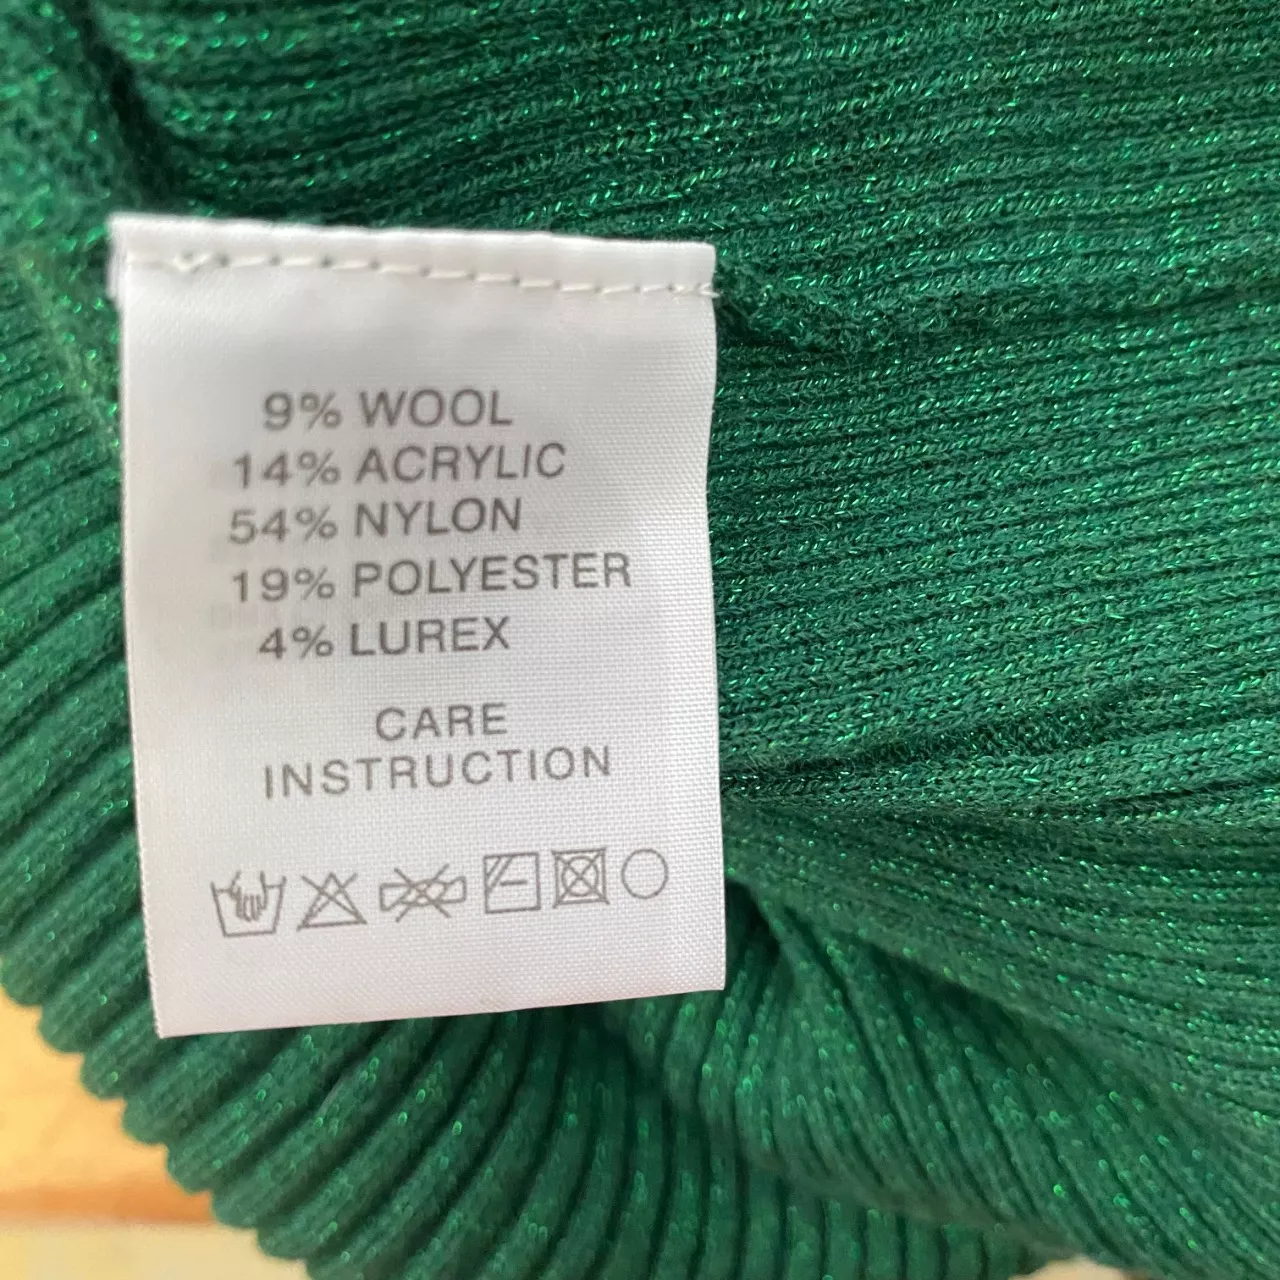 9% WOOL
14% ACRYLIC
54% NYLON
19% POLYESTER
4% LUREX
CARE
INSTRUCTION